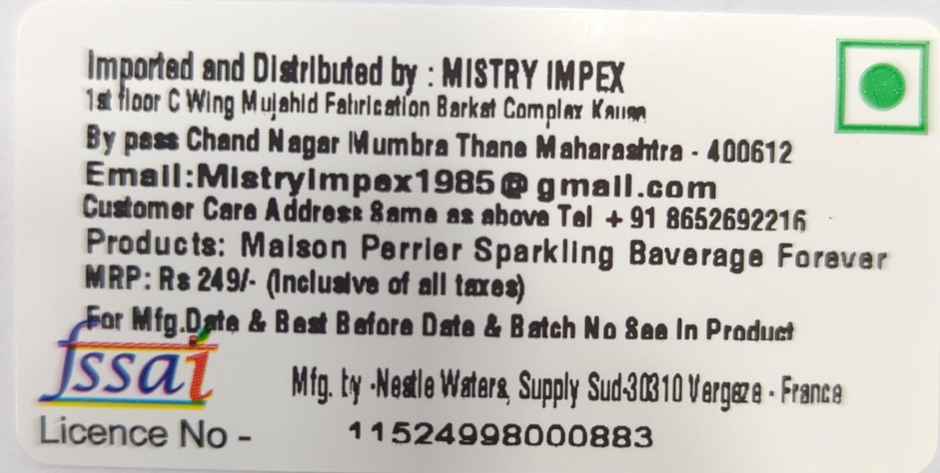 Imported and Distributed by : MISTRY IMPEX
1st floor C Wing Mujahid Fabrication Barkat Complex Kausa
By pass Chand Nagar Mumbra Thane Maharashtra - 400612
Email:Mistryimpex1985@gmail.com
Customer Care Address Same as above Tel + 91 8652692216
Products: Maison Perrier Sparkling Baverage Forever
MRP: Rs 249/- (Inclusive of all taxes)
For Mfg.Date & Best Before Date & Batch No See In Product
fssai
Mfg. by -Nestle Waters, Supply Sud-30310 Vergeze - France
Licence No - 11524998000883